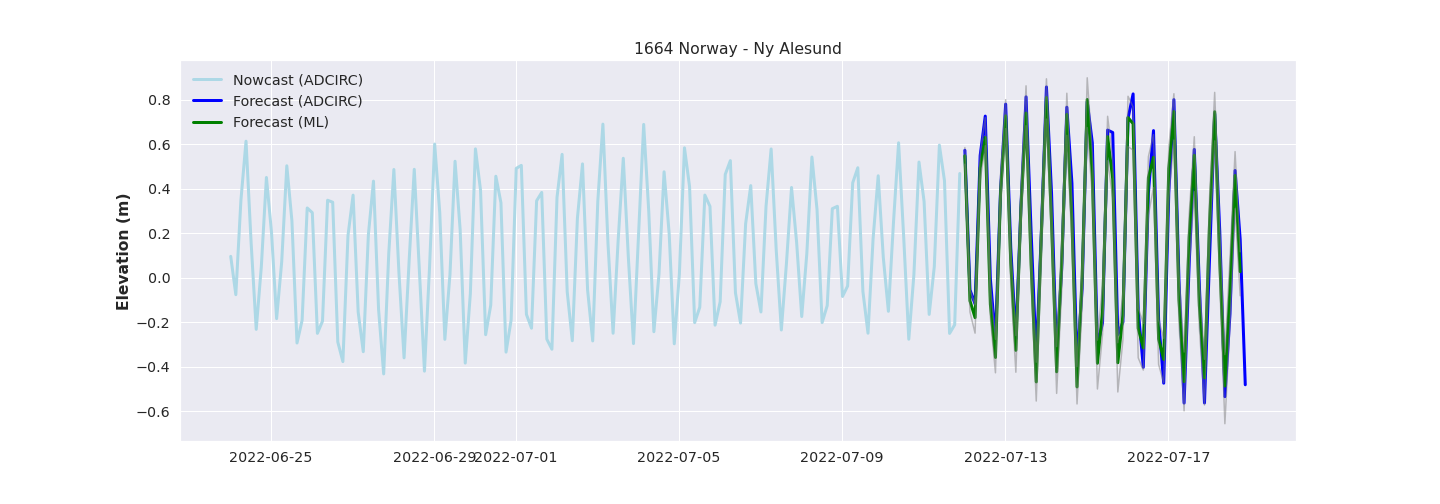 1664 Norway - Ny Alesund
Nowcast (ADCIRC)
Forecast (ADCIRC)
Forecast (ML)
Elevation (m)
0.8
0.6
0.4
0.2
0.0
−0.2
−0.4
−0.6
2022-06-25 2022-06-29 2022-07-01 2022-07-05 2022-07-09 2022-07-13 2022-07-17